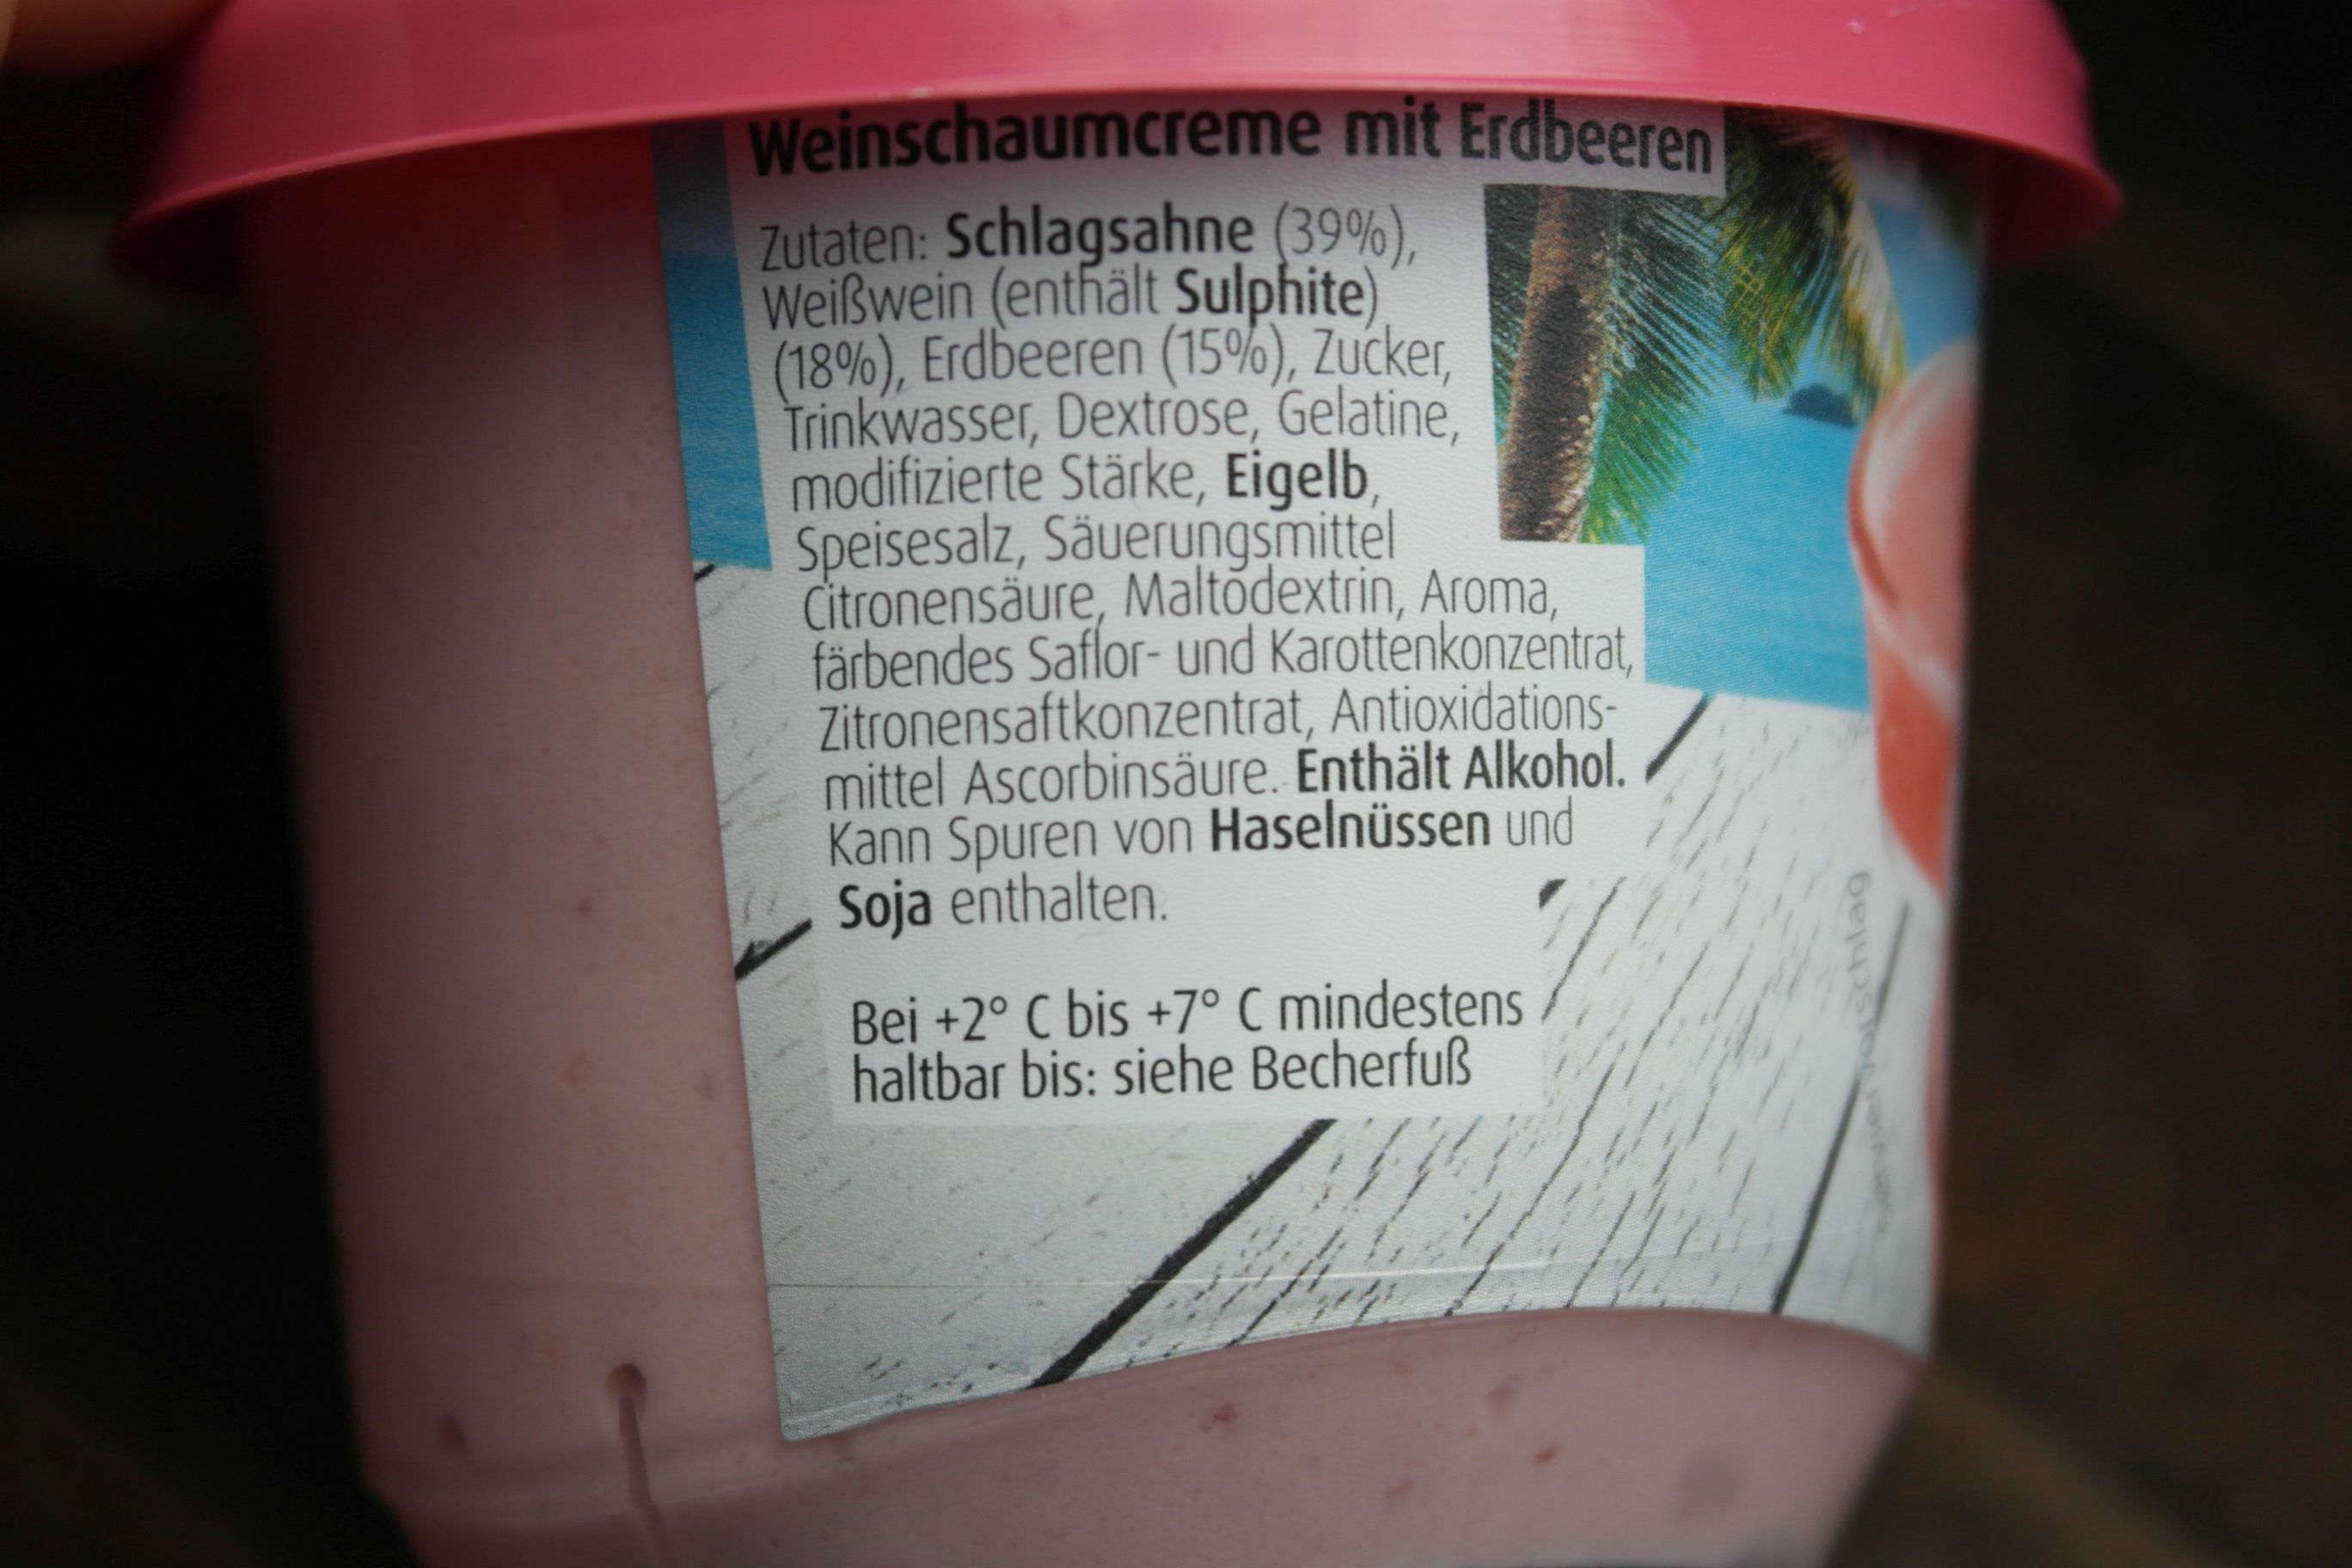 Weinschaumcreme mit Erdbeeren
Zutaten: Schlagsahne (39%),
Weißwein (enthält Sulphite)
(18%), Erdbeeren (15%), Zucker,
Trinkwasser, Dextrose, Gelatine,
modifizierte Stärke, Eigelb,
Speisesalz, Säuerungsmittel
Citronensäure, Maltodextrin, Aroma,
färbendes Saflor- und Karottenkonzentrat,
Zitronensaftkonzentrat, Antioxidations-
mittel Ascorbinsäure. Enthält Alkohol.
Kann Spuren von Haselnüssen und
Soja enthalten.
Bei +2° C bis +7° C mindestens
haltbar bis: siehe Becherfuß
Serviervorschlag